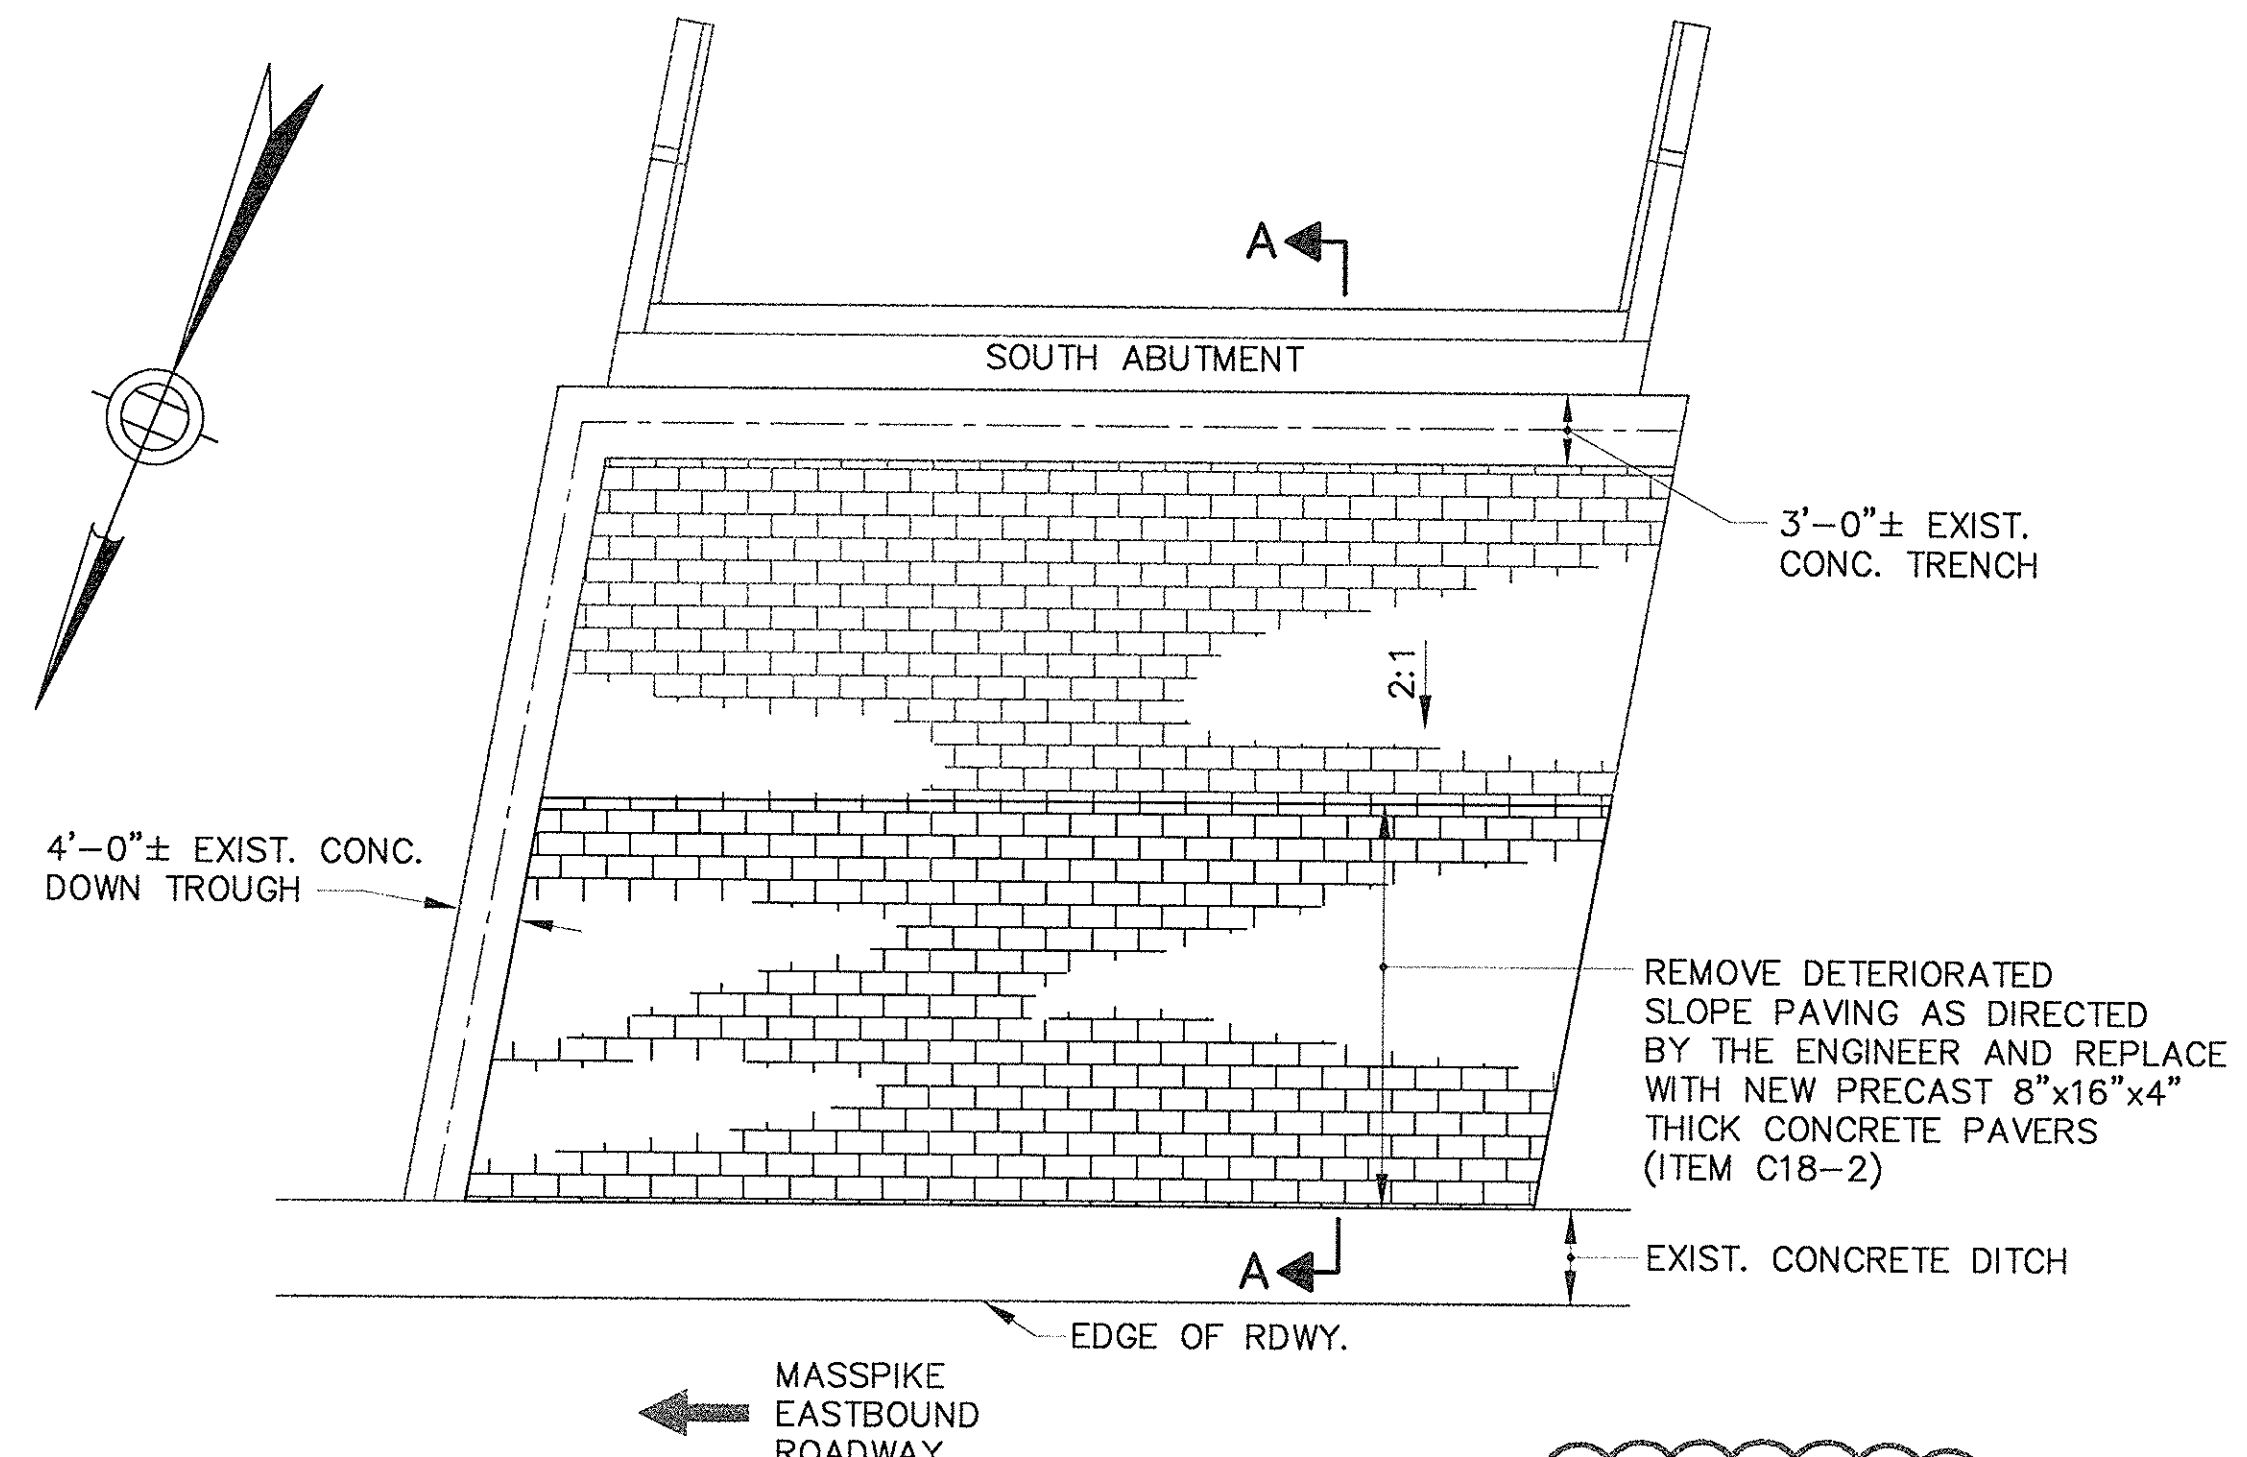 A
SOUTH ABUTMENT
3'-0"± EXIST.
CONC. TRENCH
2:1
4'-0"± EXIST. CONC.
DOWN TROUGH
REMOVE DETERIORATED
SLOPE PAVING AS DIRECTED
BY THE ENGINEER AND REPLACE
WITH NEW PRECAST 8"x16"x4"
THICK CONCRETE PAVERS
(ITEM C18-2)
A
EXIST. CONCRETE DITCH
EDGE OF RDWY.
MASSPIKE
EASTBOUND
ROADWAY